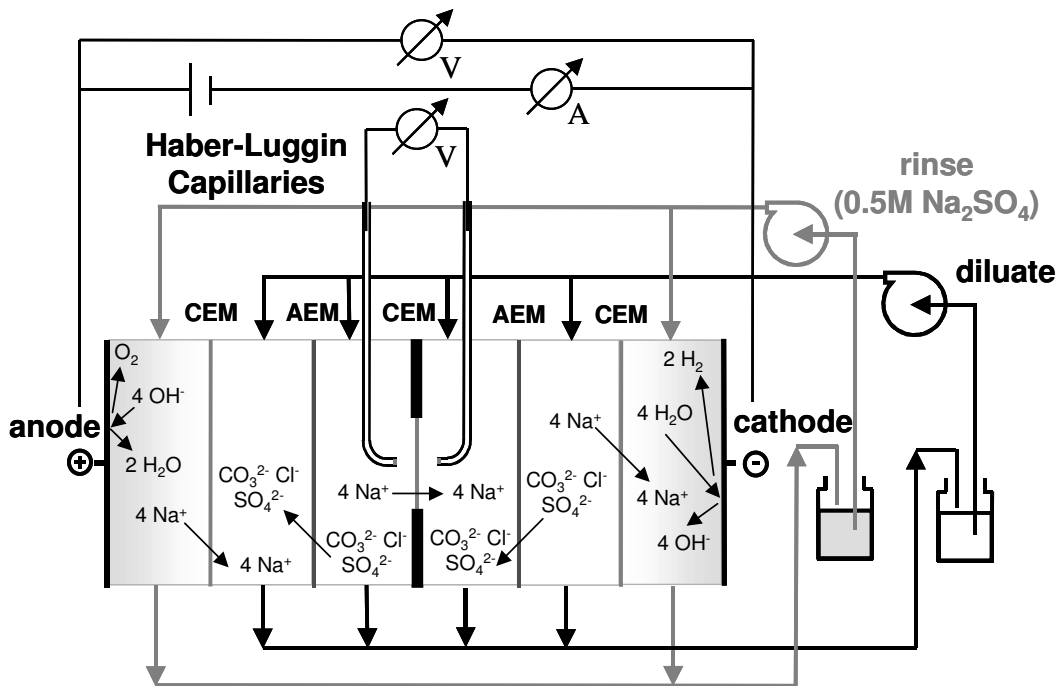 V
A
Haber-Luggin
Capillaries
V
rinse
(0.5M Na₂SO₄)
diluate
CEM
AEM
CEM
AEM
CEM
anode
+
O₂
4 OH⁻
2 H₂O
4 Na⁺
CO₃²⁻ Cl⁻
SO₄²⁻
4 Na⁺
4 Na⁺
CO₃²⁻ Cl⁻
SO₄²⁻
4 Na⁺
CO₃²⁻ Cl⁻
SO₄²⁻
4 Na⁺
CO₃²⁻ Cl⁻
SO₄²⁻
2 H₂
4 H₂O
4 Na⁺
4 OH⁻
cathode
-